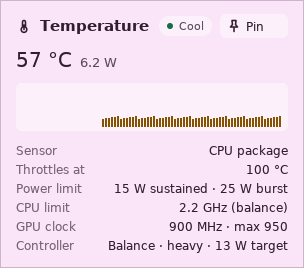 Temperature Cool Pin
57 °C 6.2 W
Sensor CPU package
Throttles at 100 °C
Power limit 15 W sustained · 25 W burst
CPU limit 2.2 GHz (balance)
GPU clock 900 MHz · max 950
Controller Balance · heavy · 13 W target